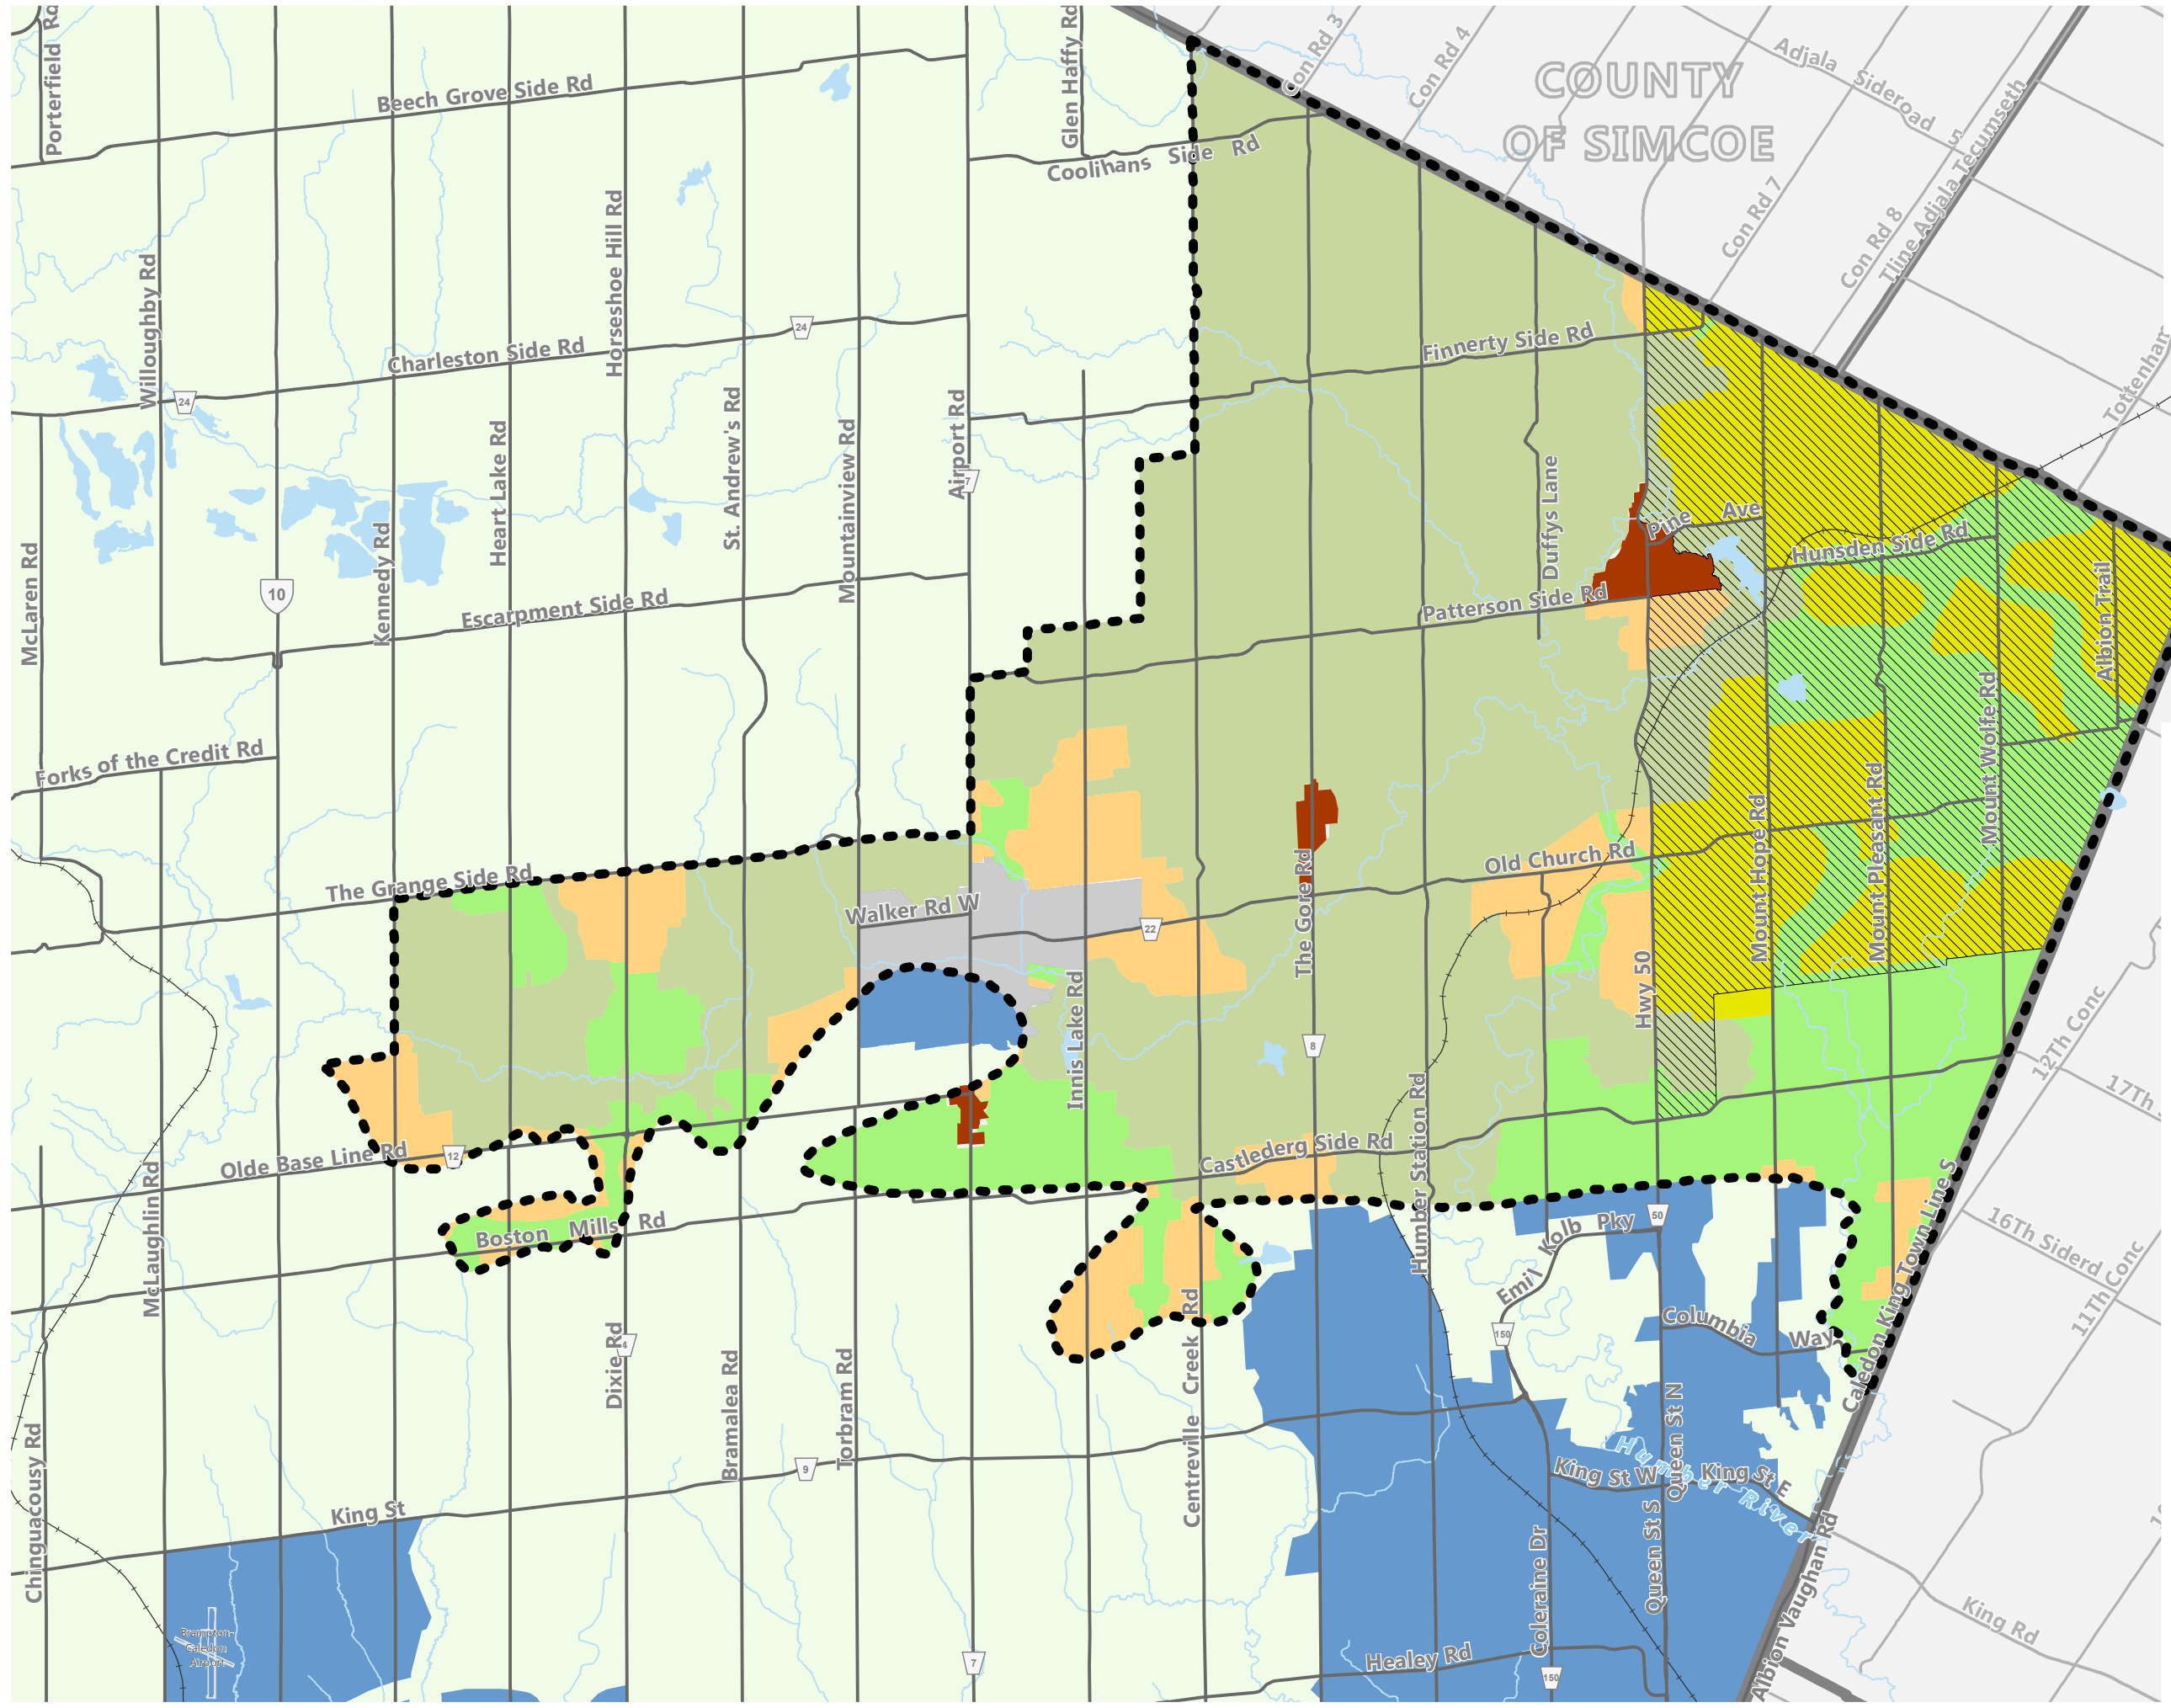 Porterfield Rd
Glen Haffy Rd
Con Rd 3
Con Rd 4
Adjala Sideroad 5
COUNTY
OF SIMCOE
Beech Grove Side Rd
Coolihans Side Rd
Tline Adjala Tecumseth
Con Rd 7
Con Rd 8
Willoughby Rd
Horseshoe Hill Rd
24
Charleston Side Rd
Finnerty Side Rd
Tottenham
24
Heart Lake Rd
St. Andrew's Rd
Mountainview Rd
Airport Rd
7
Duffys Lane
Pine Ave
Hunsden Side Rd
McLaren Rd
10
Kennedy Rd
Escarpment Side Rd
Patterson Side Rd
Albion Trail
Forks of the Credit Rd
Mount Wolfe Rd
Mount Hope Rd
Mount Pleasant Rd
The Grange Side Rd
Walker Rd W
22
The Gore Rd
Old Church Rd
Hwy 50
Innis Lake Rd
8
12Th Conc
17Th
Olde Base Line Rd
12
McLaughlin Rd
Castlederg Side Rd
Humber Station Rd
Boston Mills Rd
50
Emil Kolb Pky
Caledon King Town Line S
16Th Siderd
11Th Conc
Chinguacousy Rd
Dixie Rd
4
Bramalea Rd
Torbram Rd
Centreville Creek Rd
150
Columbia Way
9
King St
King St W
Queen St N
King St E
Humber River
Queen St S
Coleraine Dr
Albion Vaughan Rd
King Rd
Brampton-
Caledon
Airport
7
Healey Rd
150